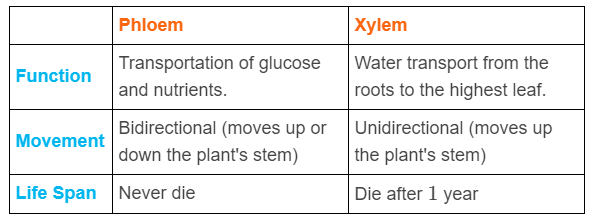 Phloem Xylem
Function
Transportation of glucose
and nutrients.
Water transport from the
roots to the highest leaf.
Movement
Bidirectional (moves up or
down the plant's stem)
Unidirectional (moves up
the plant's stem)
Life Span Never die Die after 1 year